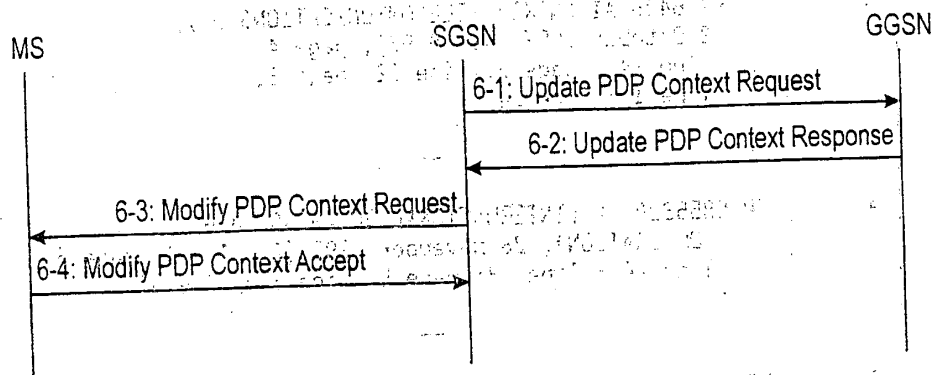 MS
SGSN
GGSN
6-1: Update PDP Context Request
6-2: Update PDP Context Response
6-3: Modify PDP Context Request
6-4: Modify PDP Context Accept